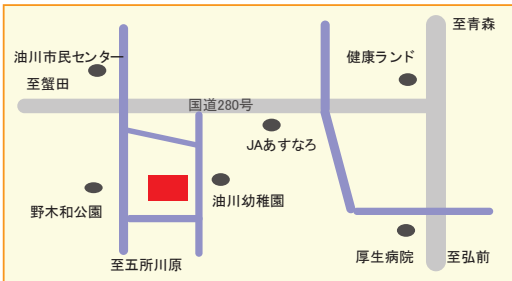 至青森
油川市民センター
健康ランド
至蟹田
国道280号
JAあすなろ
野木和公園
油川幼稚園
至五所川原
厚生病院
至弘前